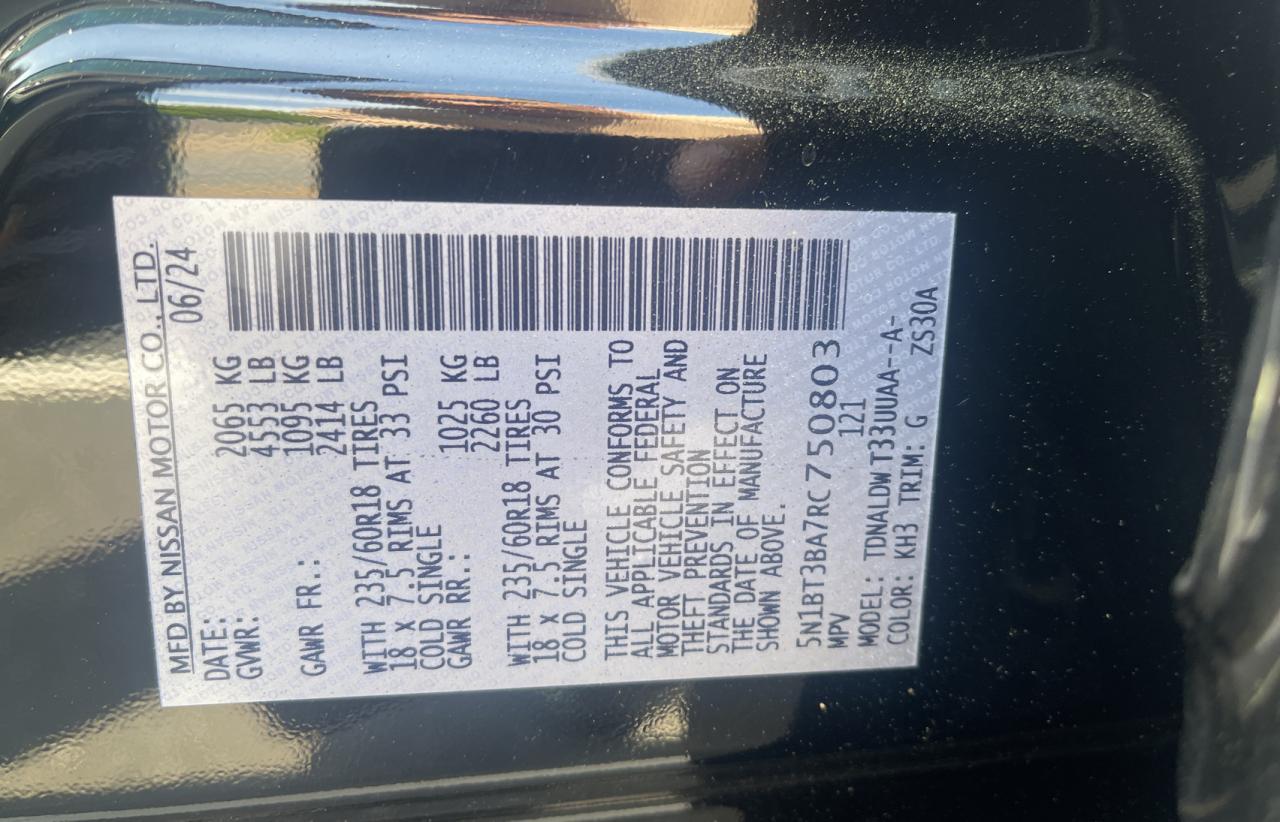 MFD BY NISSAN MOTOR CO., LTD.
DATE: 06/24
GVWR: 2065 KG
4553 LB
GAWR FR.: 1095 KG
2414 LB
WITH 235/60R18 TIRES
18 x 7.5 RIMS AT 33 PSI
COLD SINGLE
GAWR RR.: 1025 KG
2260 LB
WITH 235/60R18 TIRES
18 x 7.5 RIMS AT 30 PSI
COLD SINGLE
THIS VEHICLE CONFORMS TO
ALL APPLICABLE FEDERAL
MOTOR VEHICLE SAFETY AND
THEFT PREVENTION
STANDARDS IN EFFECT ON
THE DATE OF MANUFACTURE
SHOWN ABOVE.
5N1BT3BA7RC750803
MPV 121
MODEL: TDNALDWT33UUAA--A-
COLOR: KH3 TRIM: G ZS30A